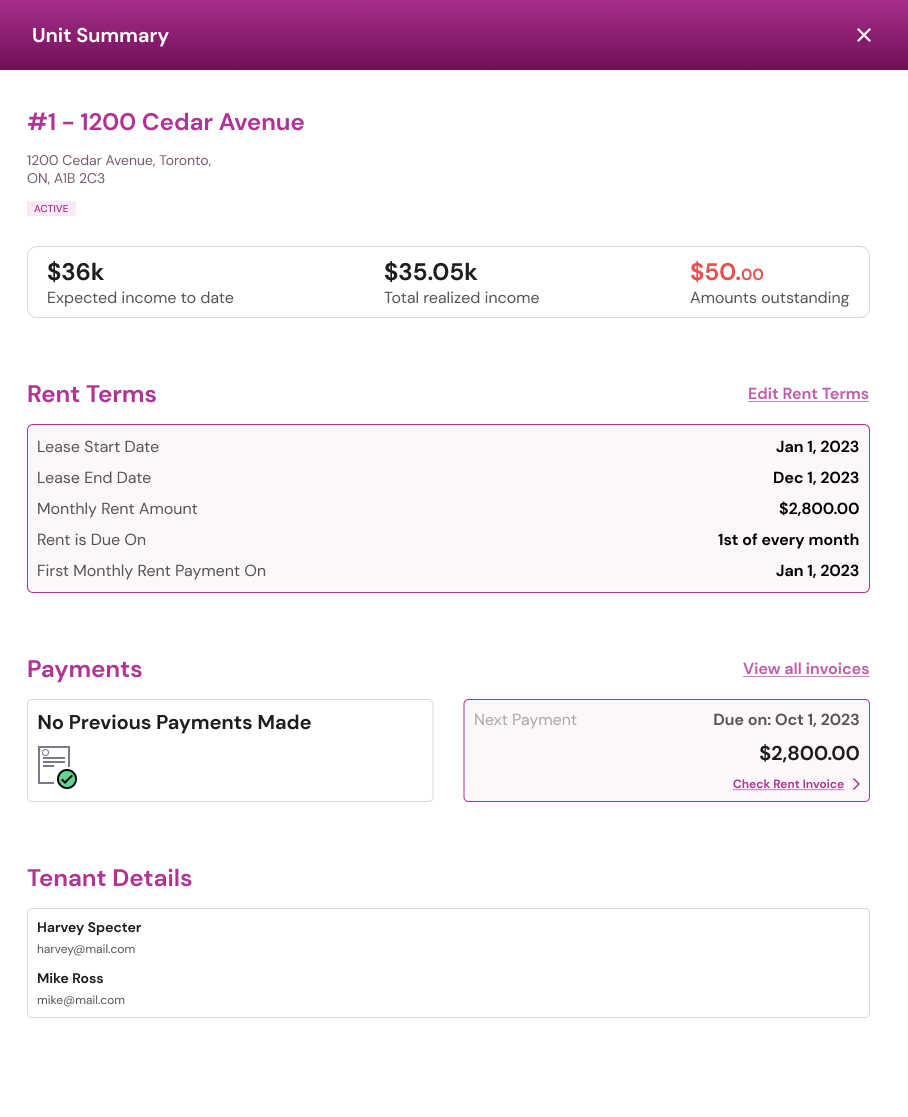 Unit Summary
#1 - 1200 Cedar Avenue
1200 Cedar Avenue, Toronto,
ON, A1B 2C3
ACTIVE
$36k
Expected income to date
$35.05k
Total realized income
$50.00
Amounts outstanding
Rent Terms
Edit Rent Terms
Lease Start Date Jan 1, 2023
Lease End Date Dec 1, 2023
Monthly Rent Amount $2,800.00
Rent is Due On 1st of every month
First Monthly Rent Payment On Jan 1, 2023
Payments
View all invoices
No Previous Payments Made
Next Payment Due on: Oct 1, 2023
$2,800.00
Check Rent Invoice
Tenant Details
Harvey Specter
harvey@mail.com
Mike Ross
mike@mail.com